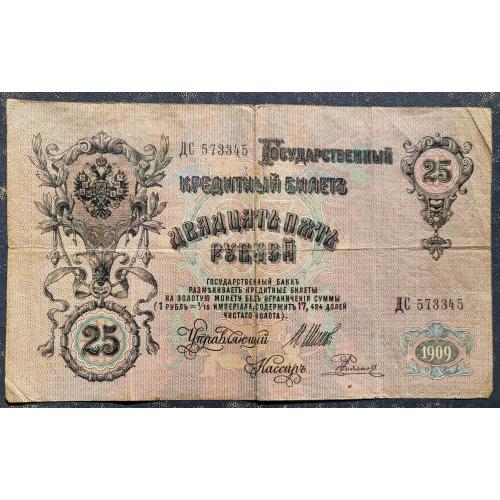 ДС 573345
Государственный
25
Кредитный Билетъ
Двадцать пять
Рублей
Государственный Банкъ
размѣниваетъ кредитные билеты
на золотую монету безъ ограниченія суммы
(1 рубль = 1/15 имперіала, содержитъ 17,424 долей
чистаго золота).
ДС 573345
25
Управляющій
Кассиръ
1909